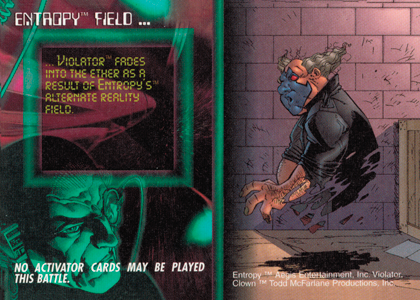 ENTROPY™ FIELD ...
... VIOLATOR™ FADES
INTO THE ETHER AS A
RESULT OF ENTROPY'S™
ALTERNATE REALITY
FIELD.
NO ACTIVATOR CARDS MAY BE PLAYED
THIS BATTLE.
Entropy ™ Aegis Entertainment, Inc. Violator,
Clown ™ Todd McFarlane Productions, Inc.